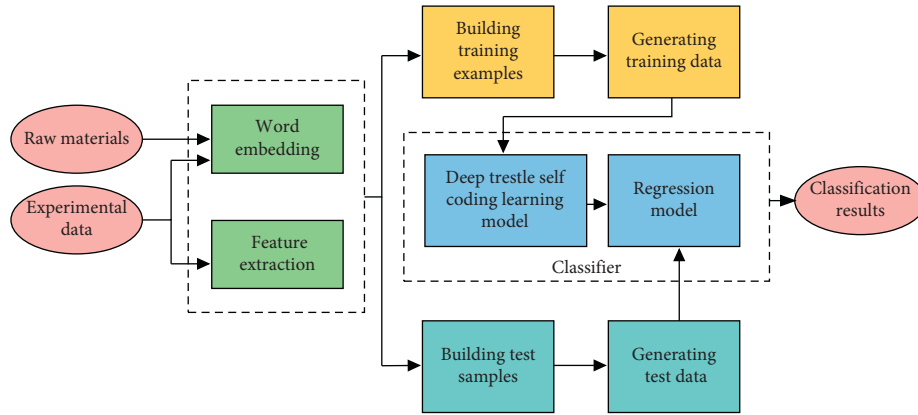 Raw materials
Experimental
data
Word
embedding
Feature
extraction
Building
training
examples
Generating
training data
Deep trestle self
coding learning
model
Regression
model
Classifier
Building test
samples
Generating
test data
Classification
results